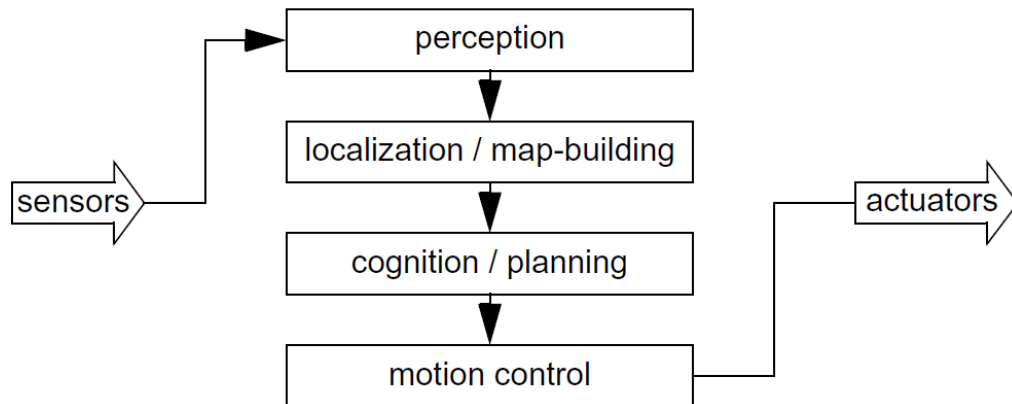 perception
localization / map-building
sensors
actuators
cognition / planning
motion control